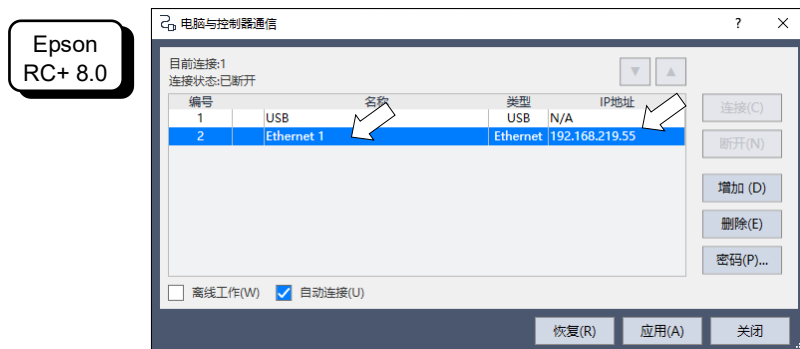 Epson
RC+ 8.0
电脑与控制器通信
目前连接:1
连接状态:已断开
编号 名称 类型 IP地址
1 USB USB N/A
2 Ethernet 1 Ethernet 192.168.219.55
连接(C)
断开(N)
增加 (D)
删除(E)
密码(P)...
离线工作(W) 自动连接(U)
恢复(R) 应用(A) 关闭